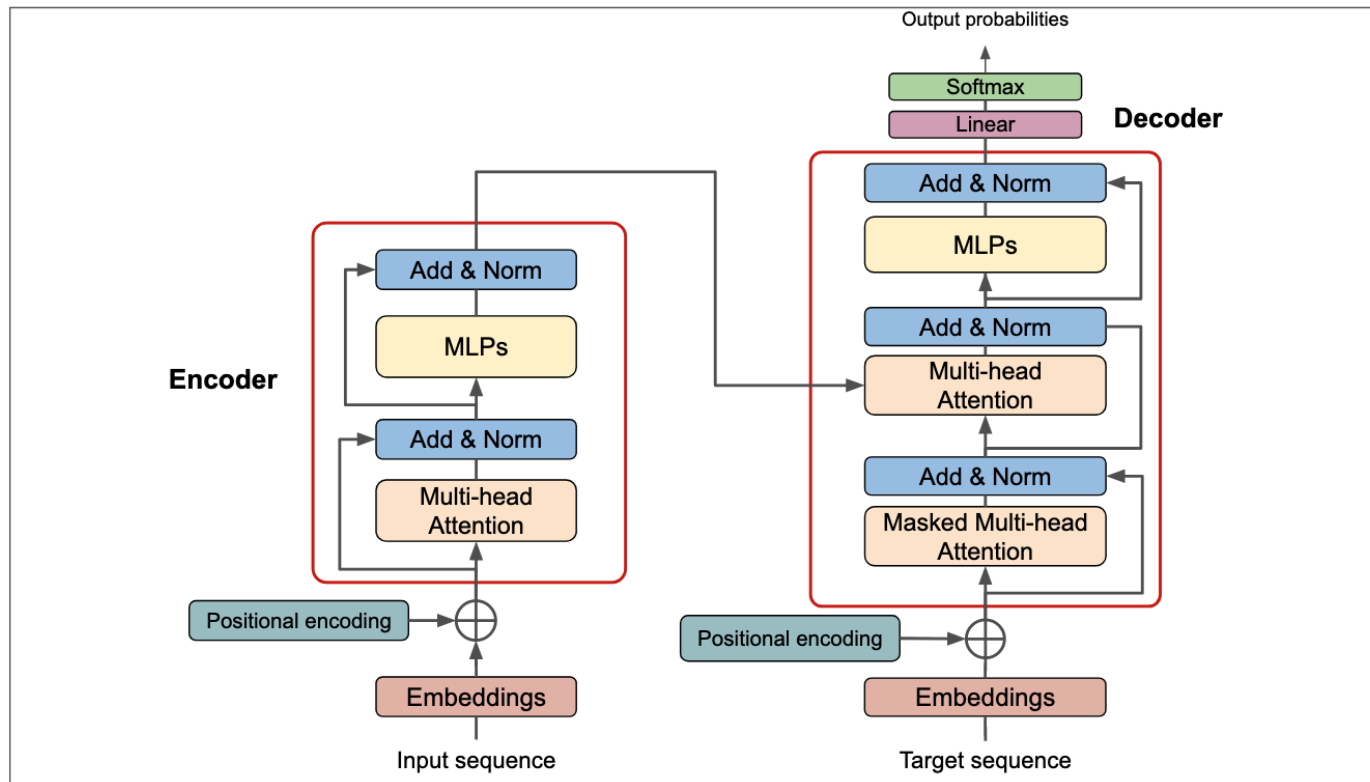 Output probabilities
Softmax
Linear
Decoder
Add & Norm
MLPs
Add & Norm
Multi-head
Attention
Add & Norm
Masked Multi-head
Attention
Positional encoding
Embeddings
Target sequence
Encoder
Add & Norm
MLPs
Add & Norm
Multi-head
Attention
Positional encoding
Embeddings
Input sequence